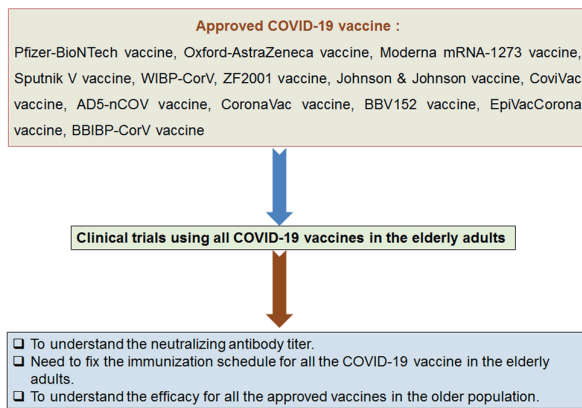 Approved COVID-19 vaccine :
Pfizer-BioNTech vaccine, Oxford-AstraZeneca vaccine, Moderna mRNA-1273 vaccine,
Sputnik V vaccine, WIBP-CorV, ZF2001 vaccine, Johnson & Johnson vaccine, CoviVac
vaccine, AD5-nCOV vaccine, CoronaVac vaccine, BBV152 vaccine, EpiVacCorona
vaccine, BBIBP-CorV vaccine
Clinical trials using all COVID-19 vaccines in the elderly adults
❑ To understand the neutralizing antibody titer.
❑ Need to fix the immunization schedule for all the COVID-19 vaccine in the elderly
adults.
❑ To understand the efficacy for all the approved vaccines in the older population.